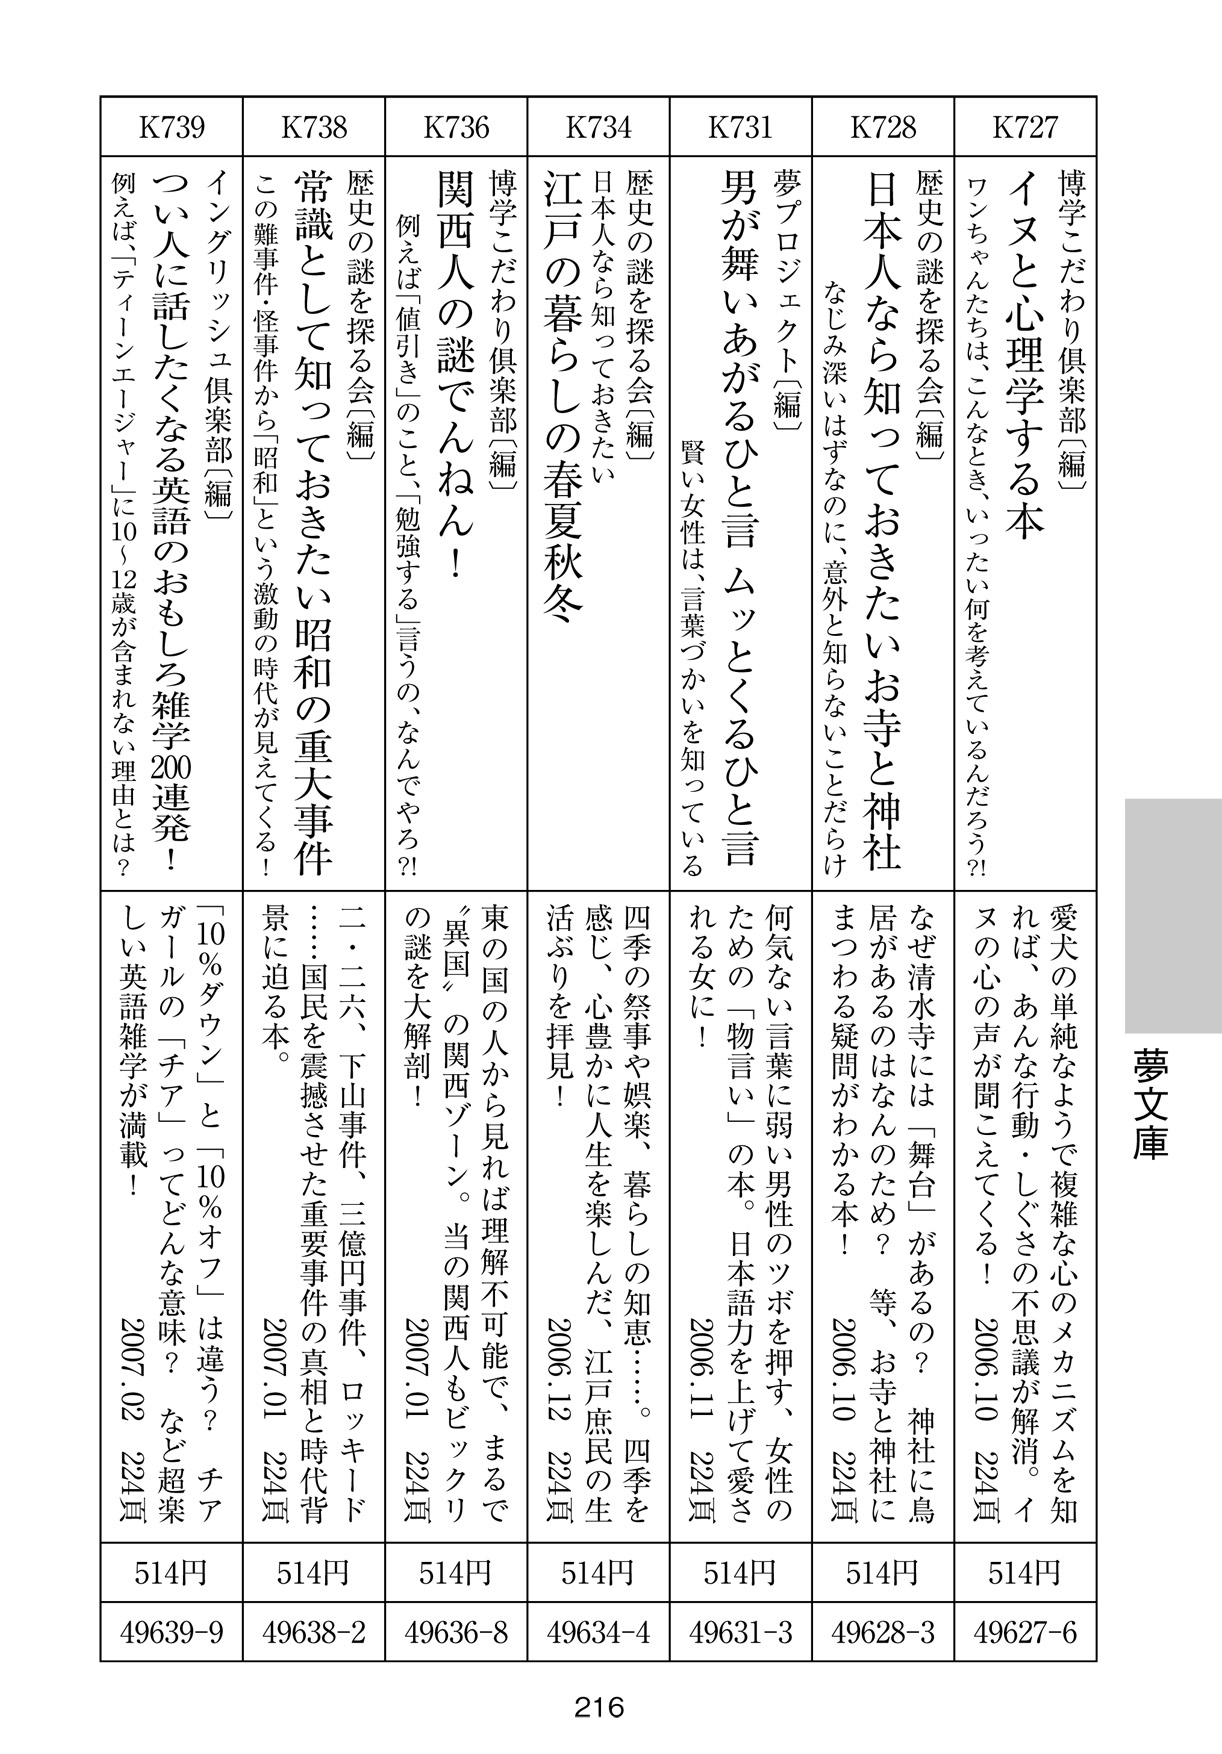 夢文庫
K727
博学こだわり倶楽部〔編〕
イヌと心理学する本
ワンちゃんたちは、こんなとき、いったい何を考えているんだろう?!
愛犬の単純なようで複雑な心のメカニズムを知
れば、あんな行動・しぐさの不思議が解消。イ
ヌの心の声が聞こえてくる！ 2006.10 224頁
514円
49627-6
K728
歴史の謎を探る会〔編〕
日本人なら知っておきたいお寺と神社
なじみ深いはずなのに、意外と知らないことだらけ
なぜ清水寺には「舞台」があるの？ 神社に鳥
居があるのはなんのため？ 等、お寺と神社に
まつわる疑問がわかる本！ 2006.10 224頁
514円
49628-3
K731
夢プロジェクト〔編〕
男が舞いあがるひと言 ムッとくるひと言
賢い女性は、言葉づかいを知っている
何気ない言葉に弱い男性のツボを押す、女性の
ための「物言い」の本。日本語力を上げて愛さ
れる女に！ 2006.11 224頁
514円
49631-3
K734
歴史の謎を探る会〔編〕
日本人なら知っておきたい
江戸の暮らしの春夏秋冬
四季の祭事や娯楽、暮らしの知恵……。四季を
感じ、心豊かに人生を楽しんだ、江戸庶民の生
活ぶりを拝見！ 2006.12 224頁
514円
49634-4
K736
博学こだわり倶楽部〔編〕
関西人の謎でんねん！
例えば「値引き」のこと、「勉強する」言うの、なんでやろ?!
東の国の人から見れば理解不可能で、まるで
〝異国〟の関西ゾーン。当の関西人もビックリ
の謎を大解剖！ 2007.01 224頁
514円
49636-8
K738
歴史の謎を探る会〔編〕
常識として知っておきたい昭和の重大事件
この難事件・怪事件から「昭和」という激動の時代が見えてくる！
二・二六、下山事件、三億円事件、ロッキード
……国民を震撼させた重要事件の真相と時代背
景に迫る本。 2007.01 224頁
514円
49638-2
K739
イングリッシュ倶楽部〔編〕
つい人に話したくなる英語のおもしろ雑学200連発！
例えば、「ティーンエージャー」に10〜12歳が含まれない理由とは？
「10％ダウン」と「10％オフ」は違う？ チア
ガールの「チア」ってどんな意味？ など超楽
しい英語雑学が満載！ 2007.02 224頁
514円
49639-9
216